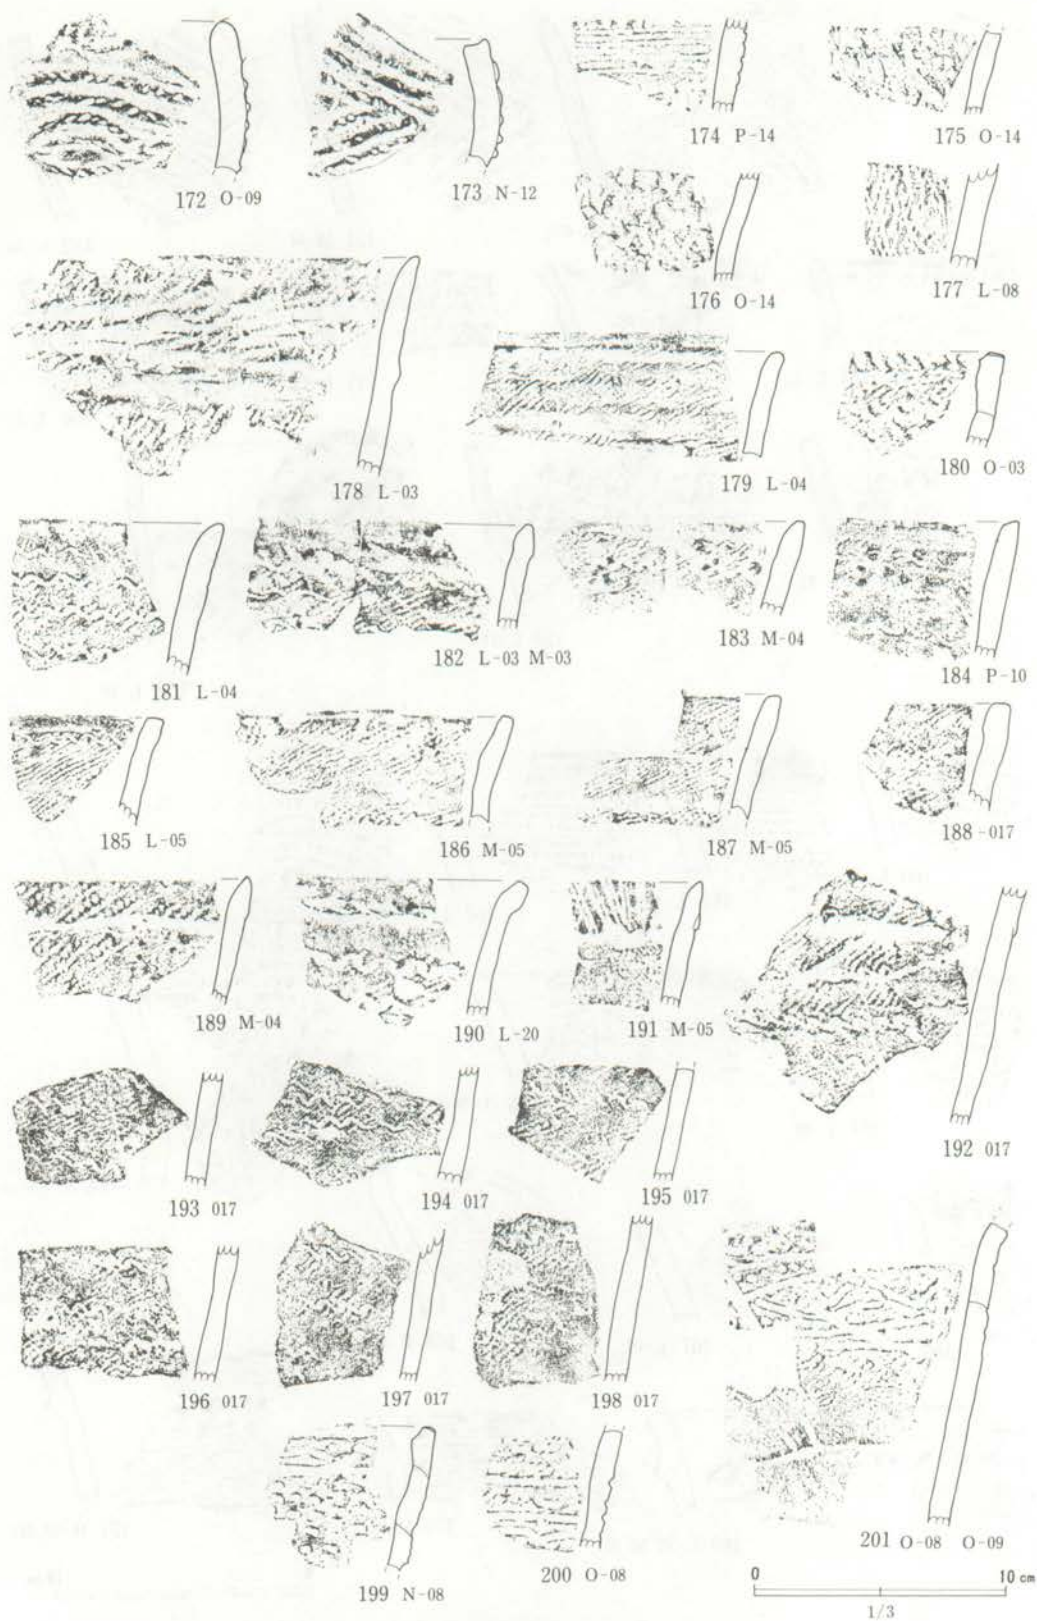 172 O-09
173 N-12
174 P-14
175 O-14
176 O-14
177 L-08
178 L-03
179 L-04
180 O-03
181 L-04
182 L-03 M-03
183 M-04
184 P-10
185 L-05
186 M-05
187 M-05
188 -017
189 M-04
190 L-20
191 M-05
192 017
193 017
194 017
195 017
196 017
197 017
198 017
199 N-08
200 O-08
201 O-08 O-09
0 10 cm
1/3